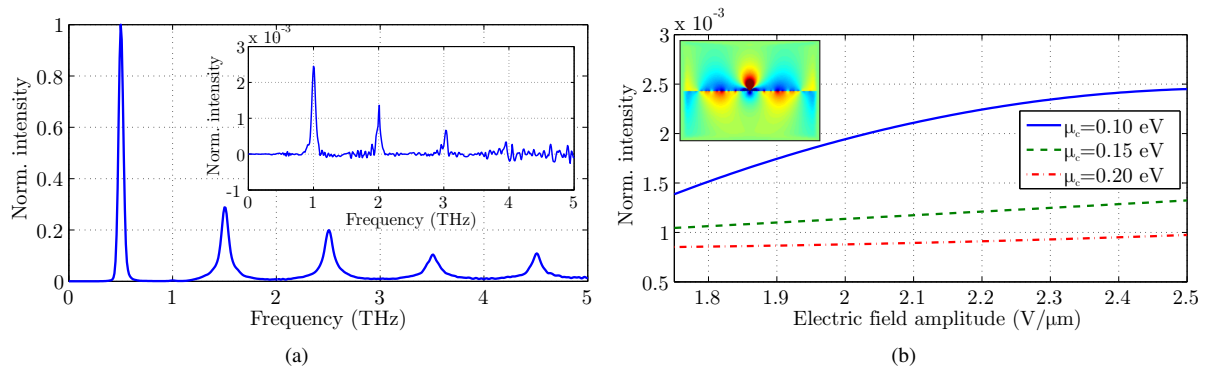 1
0.8
0.6
0.4
0.2
0
0
1
2
3
4
5
Norm. intensity
Frequency (THz)
x 10⁻³
3
2
1
0
-1
0
1
2
3
4
5
Norm. intensity
Frequency (THz)
(a)
x 10⁻³
3
2.5
2
1.5
1
0.5
1.8
1.9
2
2.1
2.2
2.3
2.4
2.5
Norm. intensity
Electric field amplitude (V/μm)
μc=0.10 eV
μc=0.15 eV
μc=0.20 eV
(b)